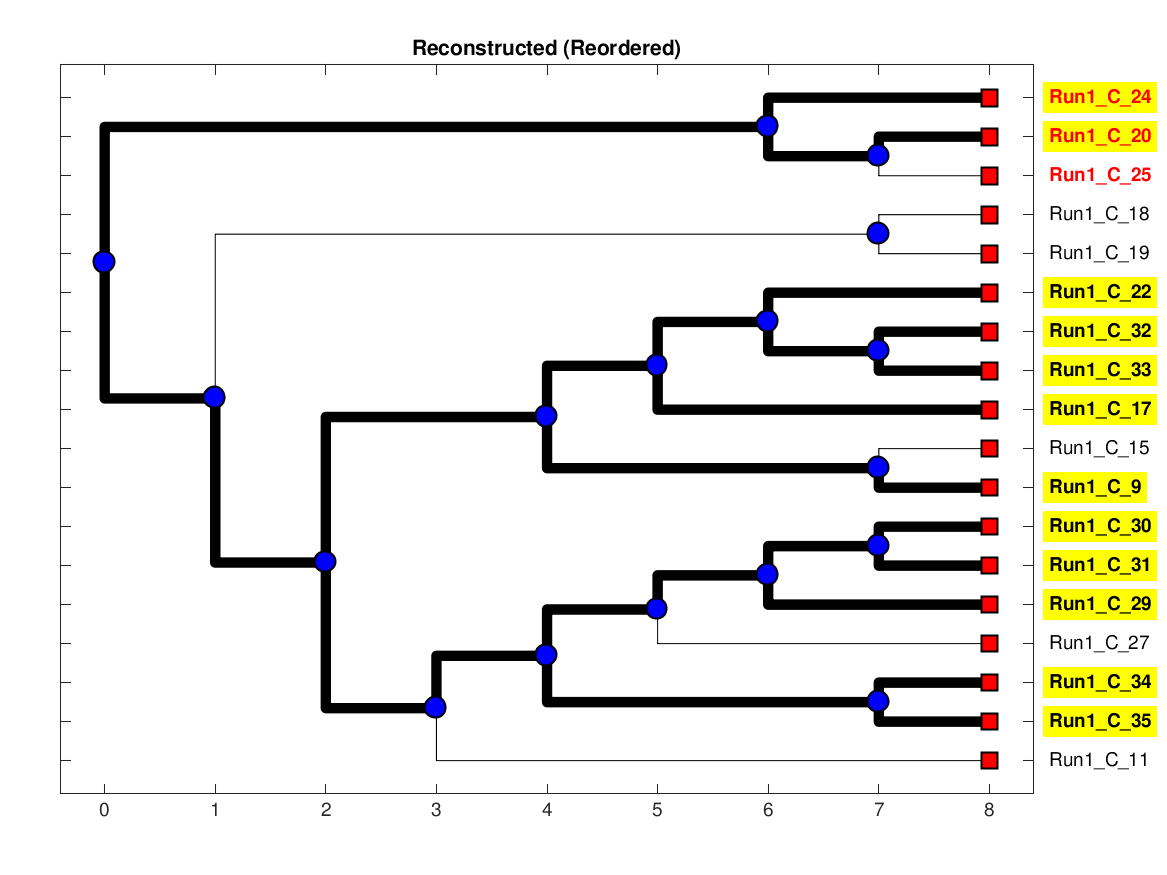 Reconstructed (Reordered)
Run1_C_24
Run1_C_20
Run1_C_25
Run1_C_18
Run1_C_19
Run1_C_22
Run1_C_32
Run1_C_33
Run1_C_17
Run1_C_15
Run1_C_9
Run1_C_30
Run1_C_31
Run1_C_29
Run1_C_27
Run1_C_34
Run1_C_35
Run1_C_11
0 1 2 3 4 5 6 7 8